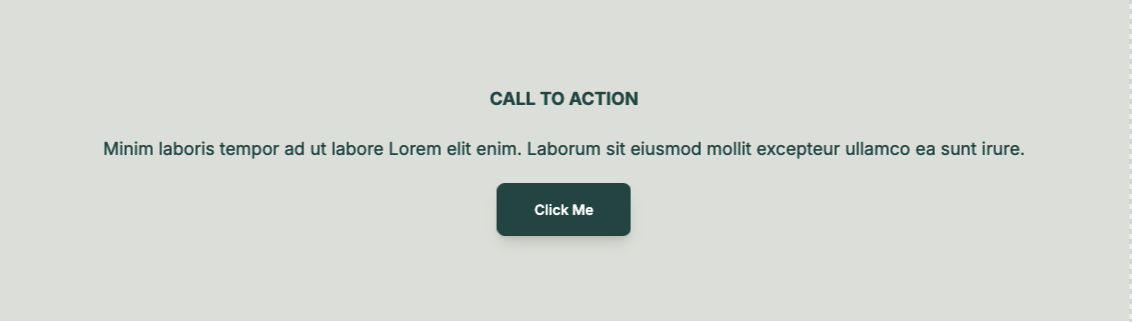 CALL TO ACTION
Minim laboris tempor ad ut labore Lorem elit enim. Laborum sit eiusmod mollit excepteur ullamco ea sunt irure.
Click Me